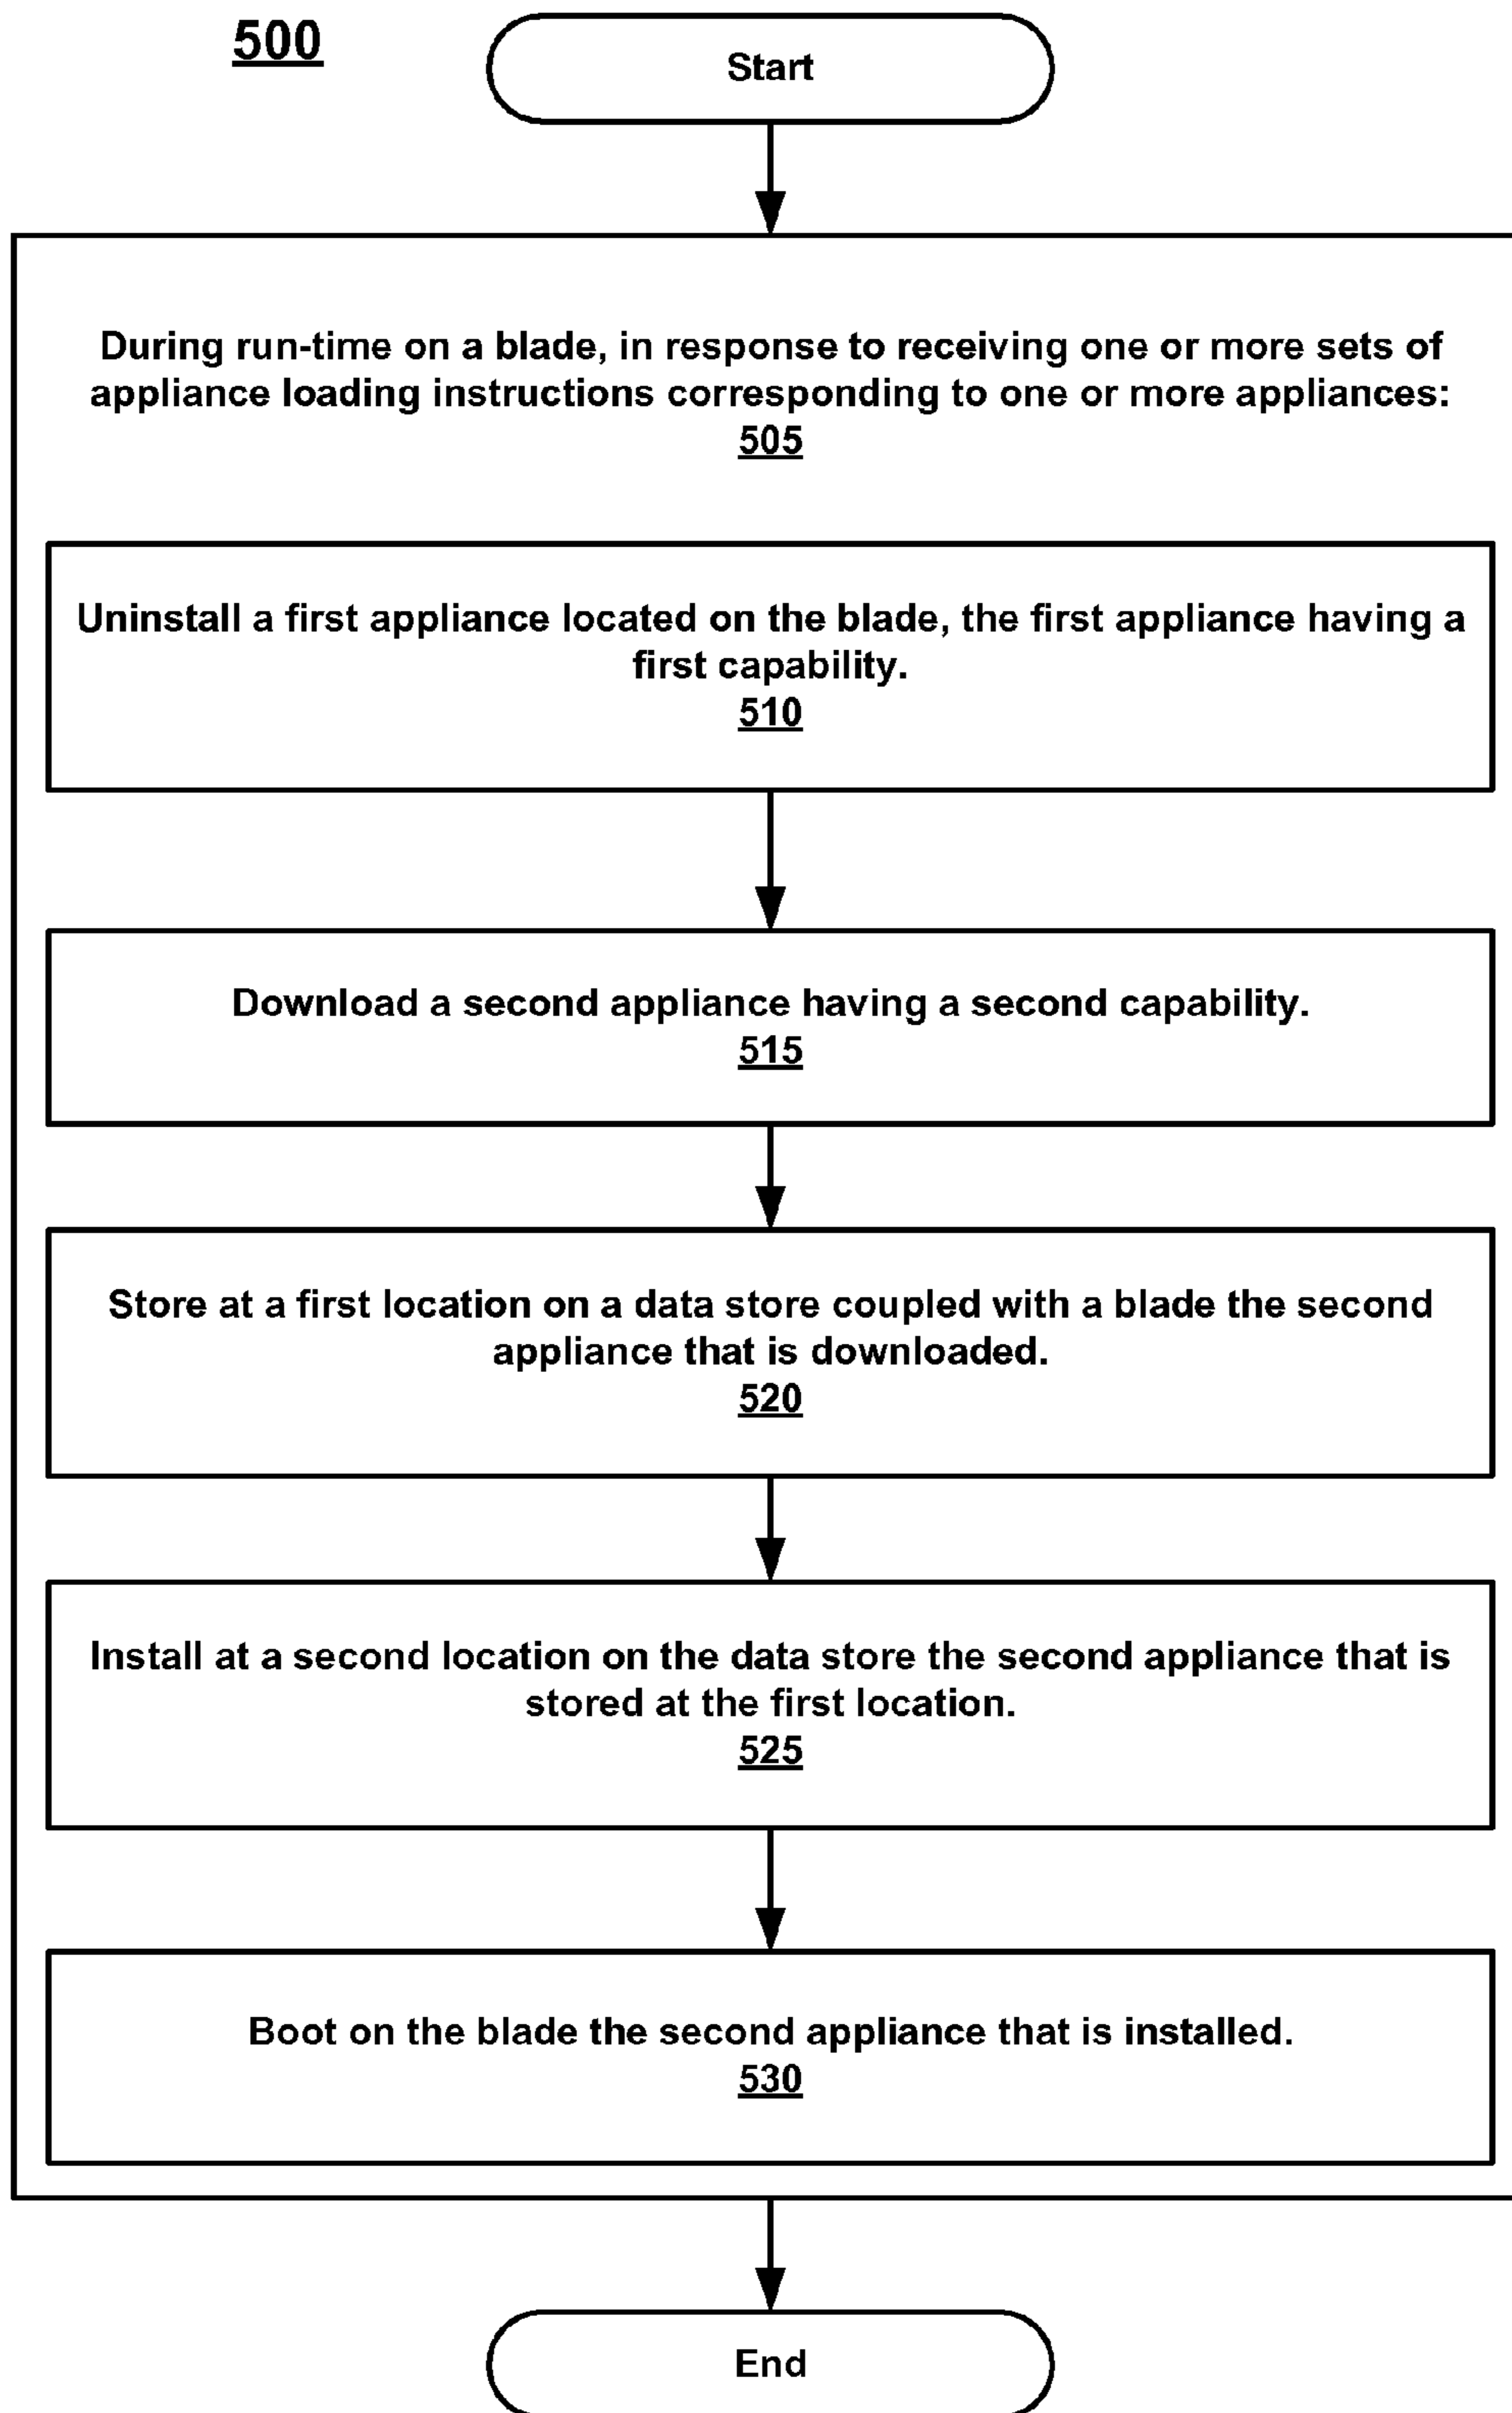 500
Start
During run-time on a blade, in response to receiving one or more sets of
appliance loading instructions corresponding to one or more appliances:
505
Uninstall a first appliance located on the blade, the first appliance having a
first capability.
510
Download a second appliance having a second capability.
515
Store at a first location on a data store coupled with a blade the second
appliance that is downloaded.
520
Install at a second location on the data store the second appliance that is
stored at the first location.
525
Boot on the blade the second appliance that is installed.
530
End